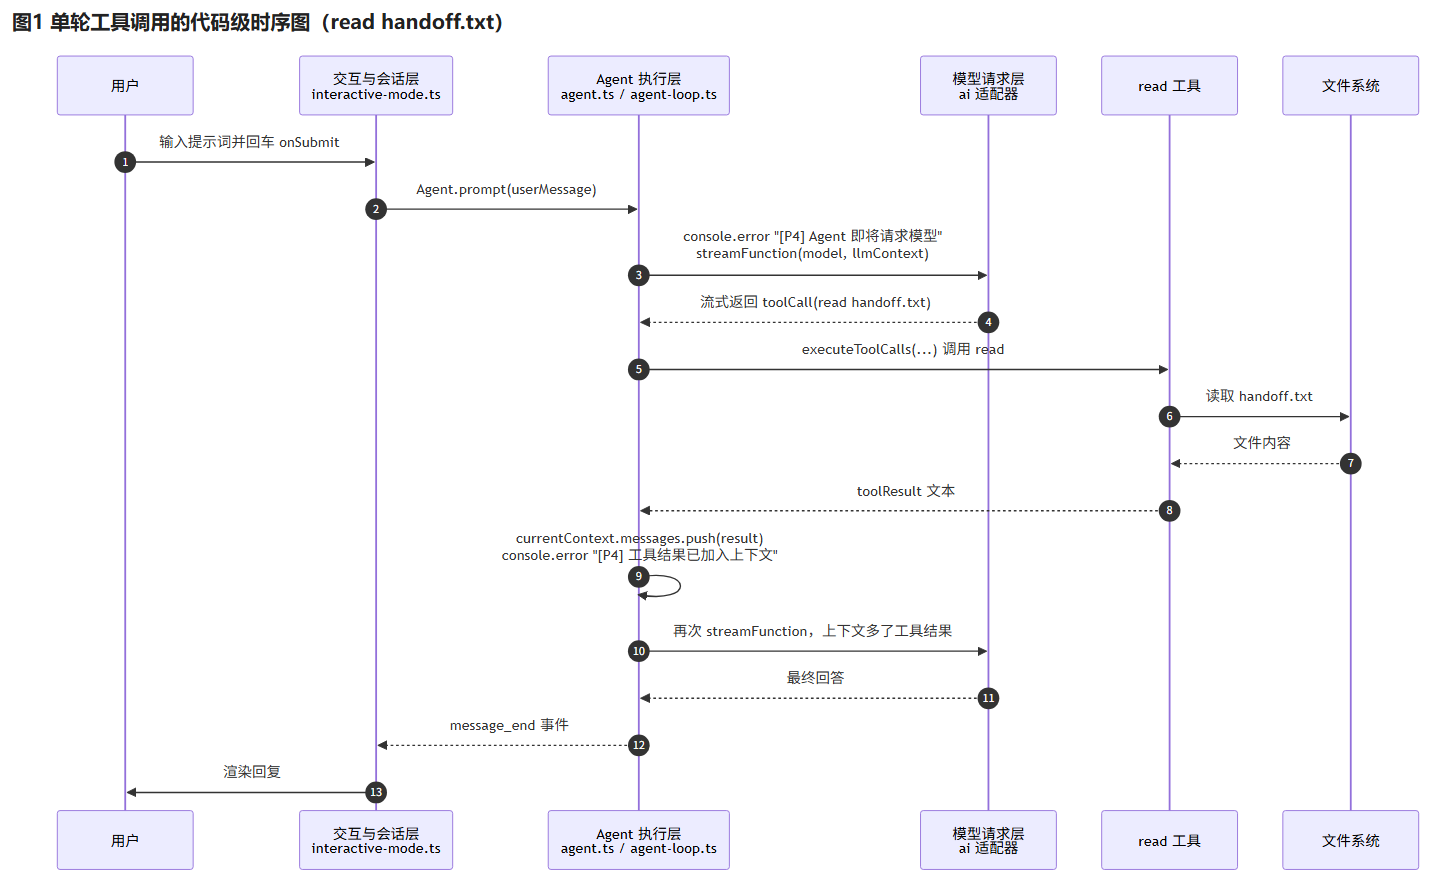 图1 单轮工具调用的代码级时序图（read handoff.txt）
用户
交互与会话层
interactive-mode.ts
Agent 执行层
agent.ts / agent-loop.ts
模型请求层
ai 适配器
read 工具
文件系统
输入提示词并回车 onSubmit
1
Agent.prompt(userMessage)
2
console.error "[P4] Agent 即将请求模型"
streamFunction(model, llmContext)
3
流式返回 toolCall(read handoff.txt)
4
executeToolCalls(...) 调用 read
5
读取 handoff.txt
6
文件内容
7
toolResult 文本
8
currentContext.messages.push(result)
console.error "[P4] 工具结果已加入上下文"
9
再次 streamFunction，上下文多了工具结果
10
最终回答
11
message_end 事件
12
渲染回复
13
用户
交互与会话层
interactive-mode.ts
Agent 执行层
agent.ts / agent-loop.ts
模型请求层
ai 适配器
read 工具
文件系统